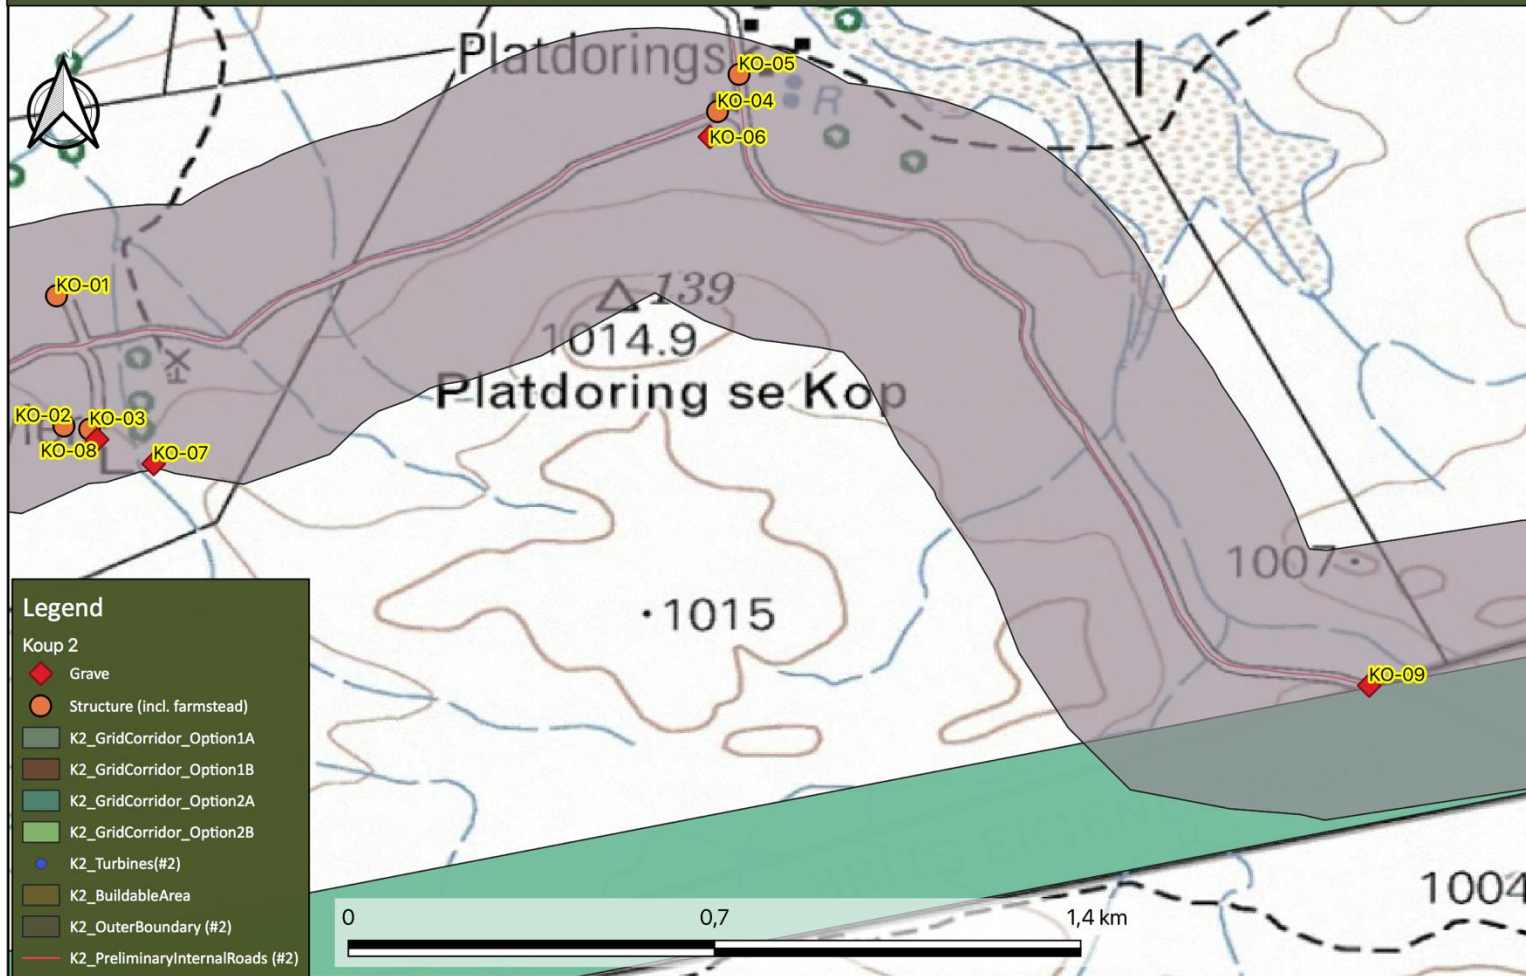 N
Platdorings
KO-05
KO-04
R
KO-06
KO-01
139
1014.9
Platdoring se Kop
KO-02
KO-03
KO-08
KO-07
1007
1015
KO-09
1004
Legend
Koup 2
Grave
Structure (incl. farmstead)
K2_GridCorridor_Option1A
K2_GridCorridor_Option1B
K2_GridCorridor_Option2A
K2_GridCorridor_Option2B
K2_Turbines(#2)
K2_BuildableArea
K2_OuterBoundary (#2)
K2_PreliminaryInternalRoads (#2)
0
0,7
1,4 km